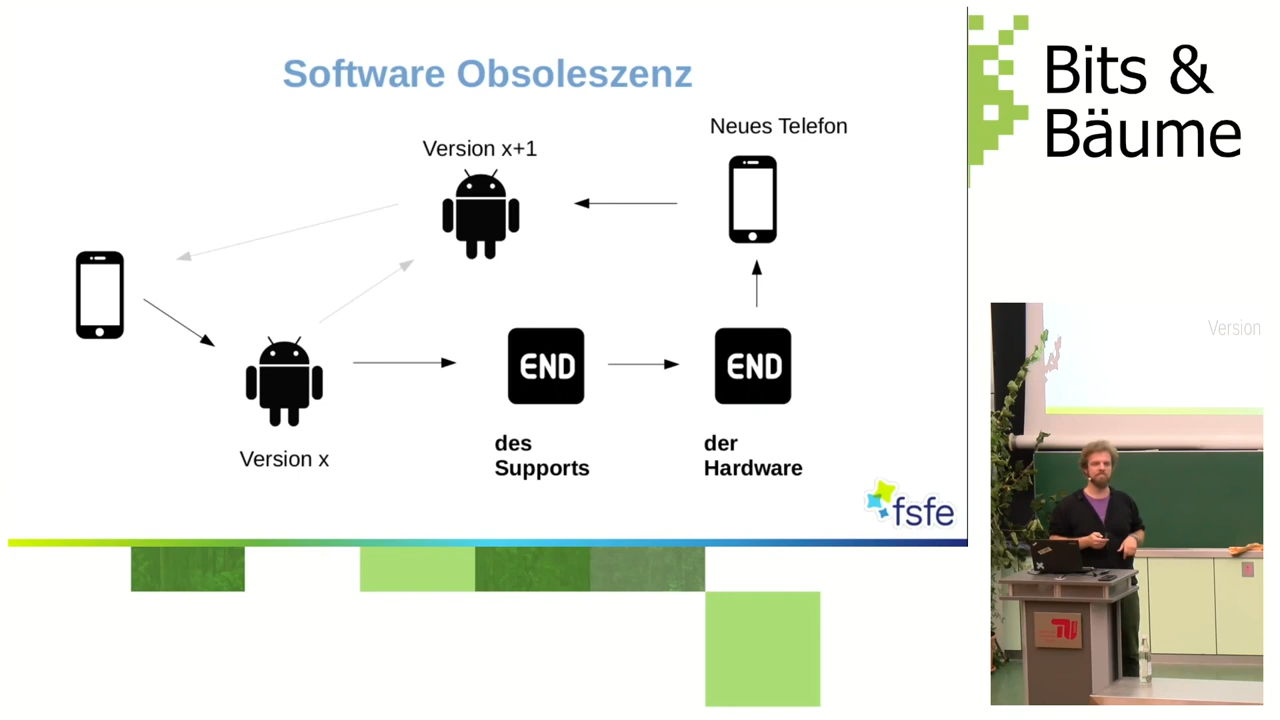 Software Obsoleszenz
Bits &
Bäume
Neues Telefon
Version x+1
END
END
des
Supports
der
Hardware
Version x
fsfe
Version